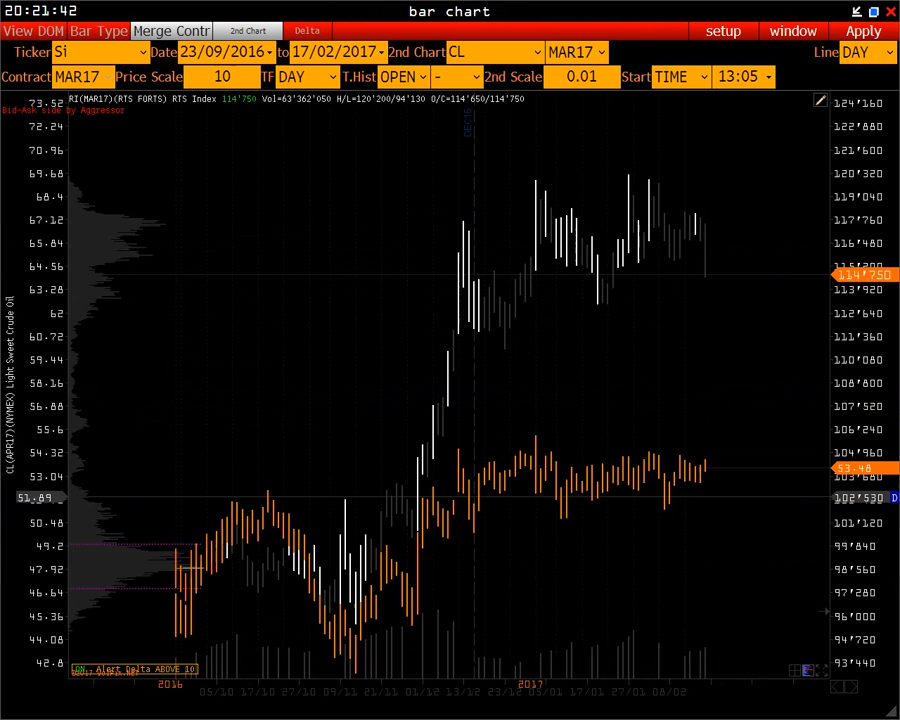 20:21:42 bar chart
View DOM Bar Type Merge Contr 2nd Chart Delta setup window Apply
Ticker Si Date 23/09/2016 to 17/02/2017 2nd Chart CL MAR17 Line DAY
Contract MAR17 Price Scale 10 TF DAY T.Hist OPEN - 2nd Scale 0.01 Start TIME 13:05
RI(MAR17)(RTS FORTS) RTS Index 114'750 Vol=63'362'050 H/L=120'200/94'130 O/C=114'650/114'750
Bid-Ask side by Aggressor
DEC16
CL(APR17)(NYMEX) Light Sweet Crude Oil
73.52 124'160
72.24 122'880
70.96 121'600
69.68 120'320
68.4 119'040
67.12 117'760
65.84 116'480
64.56
114'750
63.28 113'920
62 112'640
60.72 111'360
59.44 110'080
58.16 108'800
56.88 107'520
55.6 106'240
54.32 104'960
53.48
53.04
51.89 102'530 D
50.48 101'120
49.2 99'840
47.92 98'560
46.64 97'280
45.36 96'000
44.08 94'720
42.8 93'440
ON Alert Delta ABOVE 10
2016 2017
05/10 17/10 27/10 09/11 21/11 01/12 13/12 23/12 05/01 17/01 27/01 08/02